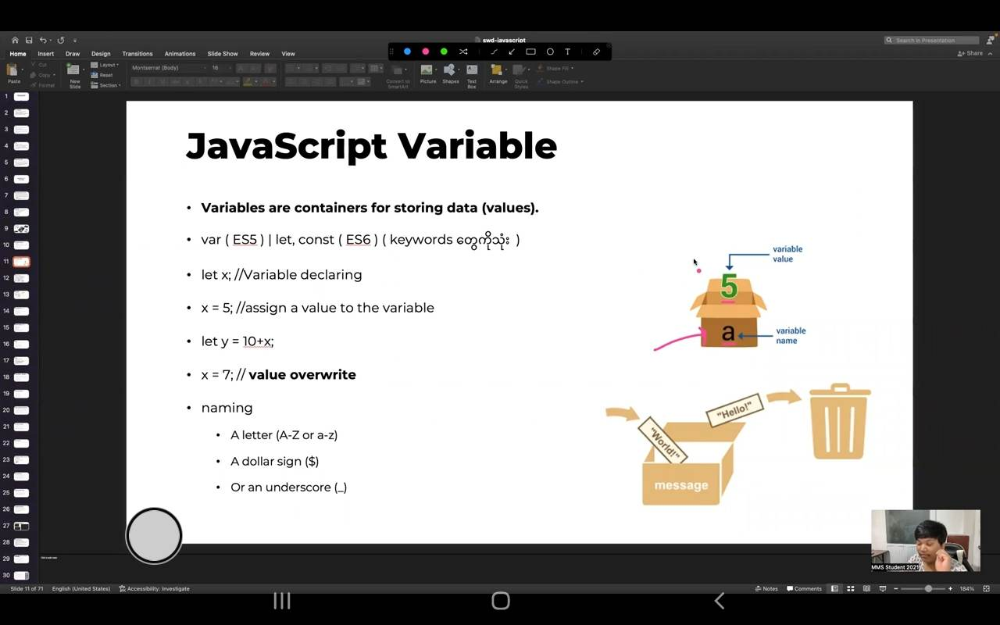 swd-javascript
Search in Presentation
Home Insert Draw Design Transitions Animations Slide Show Review View
Share
Paste
Cut
Copy
Format
New Slide
Layout
Reset
Section
Montserrat (Body) 16
Convert to SmartArt
Picture
Shapes
Text Box
Arrange
Quick Styles
Shape Fill
Shape Outline
T
1
2
3
4
5
6
7
8
9
10
11
12
13
14
15
16
17
18
19
20
21
22
23
24
25
26
27
28
29
30
JavaScript Variable
• Variables are containers for storing data (values).
• var ( ES5 ) | let, const ( ES6 ) ( keywords တွေကိုသုံး )
• let x; //Variable declaring
• x = 5; //assign a value to the variable
• let y = 10+x;
• x = 7; // value overwrite
• naming
• A letter (A-Z or a-z)
• A dollar sign ($)
• Or an underscore (_)
variable
value
5
a
variable
name
"Hello!"
"World!"
message
MMS Student 2021
Slide 11 of 71 English (United States) Accessibility: Investigate
Notes Comments 184%